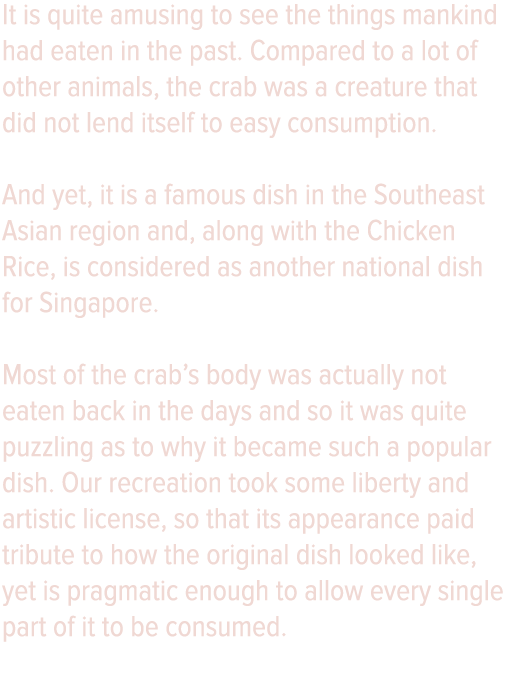 It is quite amusing to see the things mankind
had eaten in the past. Compared to a lot of
other animals, the crab was a creature that
did not lend itself to easy consumption.
And yet, it is a famous dish in the Southeast
Asian region and, along with the Chicken
Rice, is considered as another national dish
for Singapore.
Most of the crab’s body was actually not
eaten back in the days and so it was quite
puzzling as to why it became such a popular
dish. Our recreation took some liberty and
artistic license, so that its appearance paid
tribute to how the original dish looked like,
yet is pragmatic enough to allow every single
part of it to be consumed.